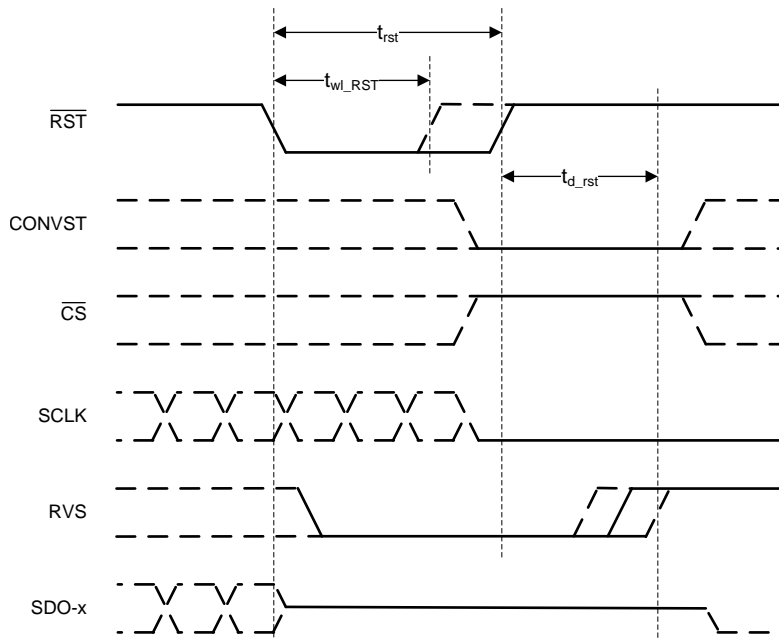 t_rst
t_wl_RST
RST
t_d_rst
CONVST
CS
SCLK
RVS
SDO-x